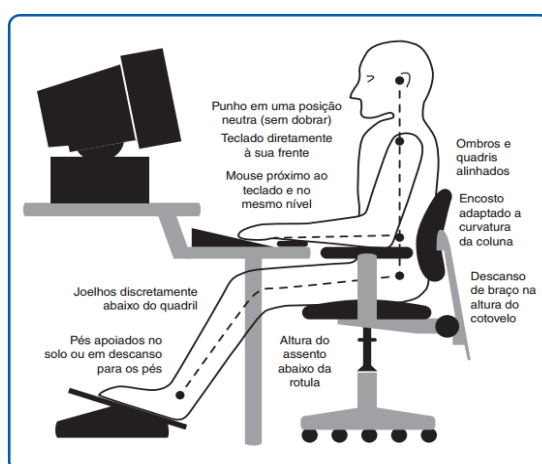 Punho em uma posição
neutra (sem dobrar)
Teclado diretamente
à sua frente
Mouse próximo ao
teclado e no
mesmo nível
Ombros e
quadris
alinhados
Encosto
adaptado a
curvatura
da coluna
Descanso
de braço na
altura do
cotovelo
Joelhos discretamente
abaixo do quadril
Pés apoiados no
solo ou em descanso
para os pés
Altura do
assento
abaixo da
rotula